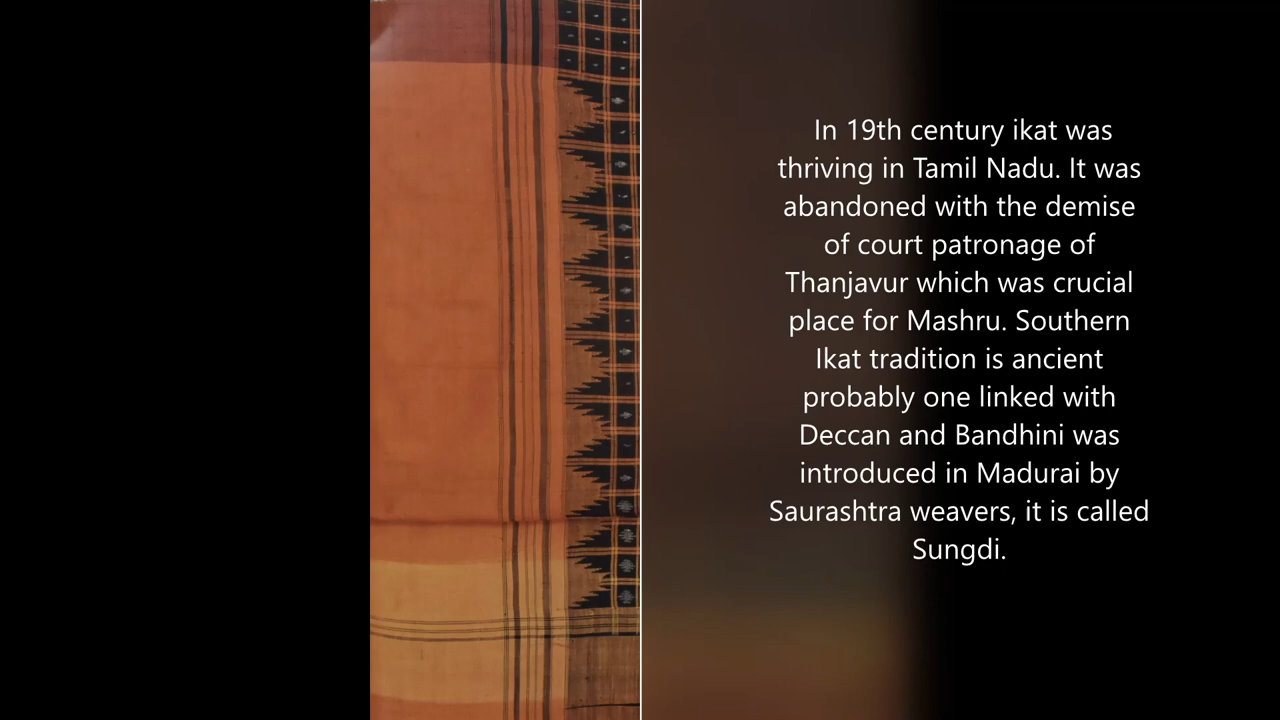 In 19th century ikat was
thriving in Tamil Nadu. It was
abandoned with the demise
of court patronage of
Thanjavur which was crucial
place for Mashru. Southern
Ikat tradition is ancient
probably one linked with
Deccan and Bandhini was
introduced in Madurai by
Saurashtra weavers, it is called
Sungdi.